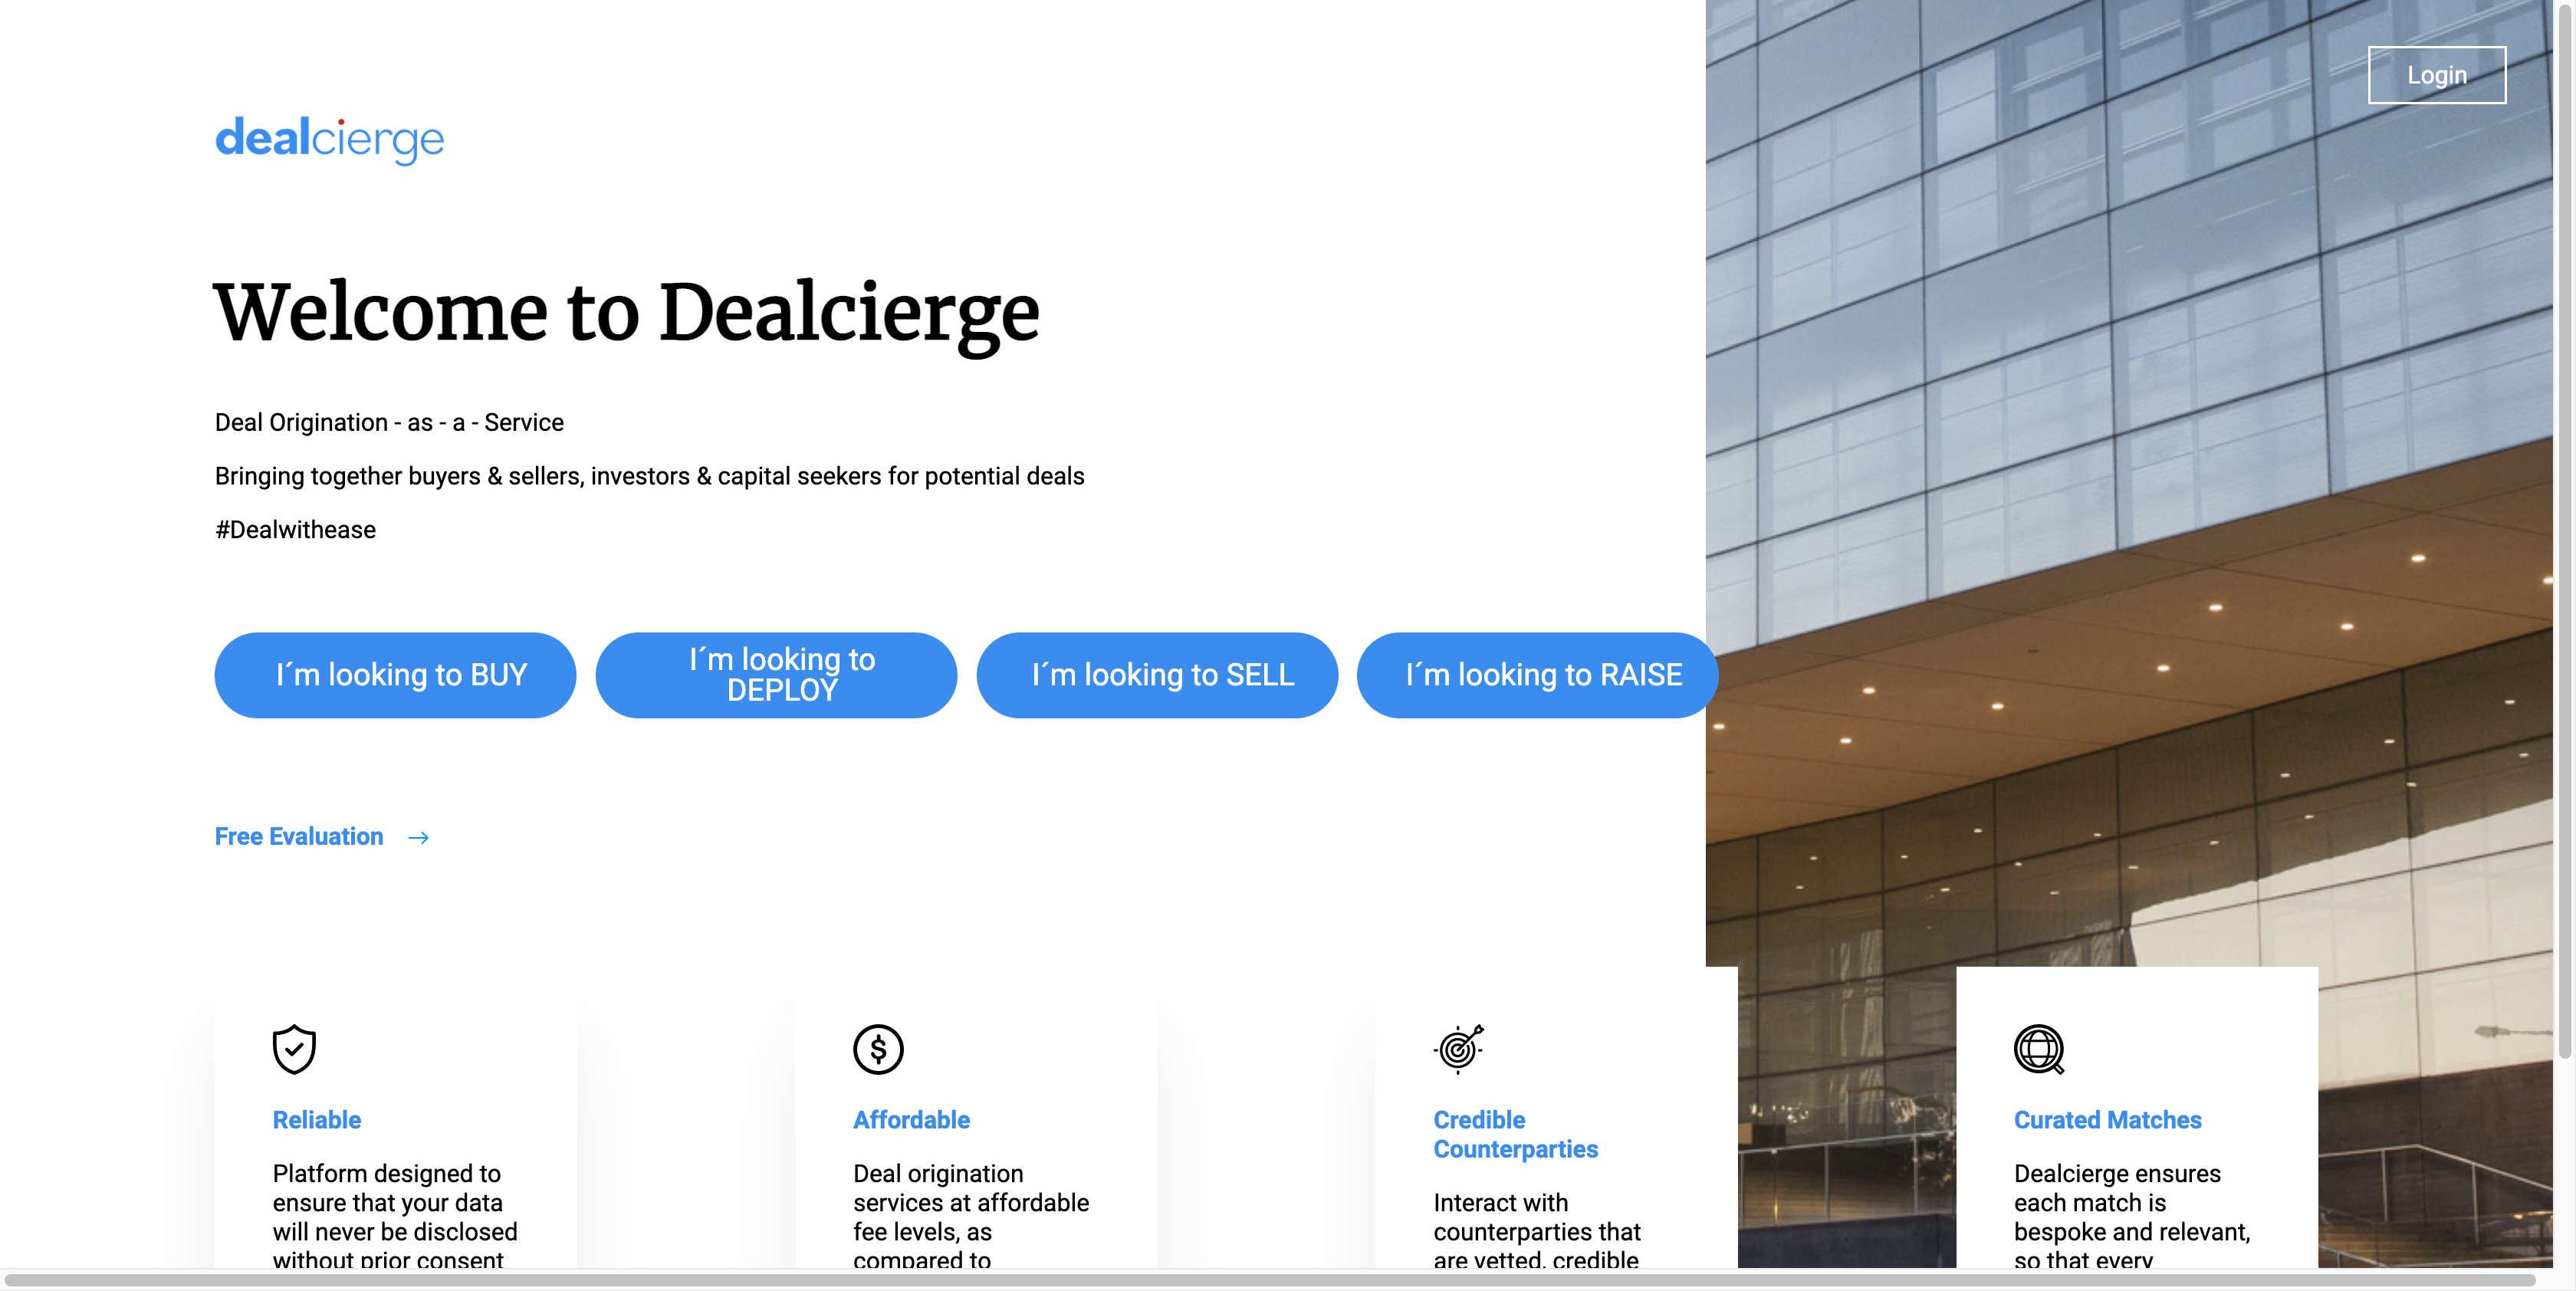 Login
dealcierge
Welcome to Dealcierge
Deal Origination - as - a - Service
Bringing together buyers & sellers, investors & capital seekers for potential deals
#Dealwithease
I´m looking to BUY
I´m looking to
DEPLOY
I´m looking to SELL
I´m looking to RAISE
Free Evaluation
Reliable
Platform designed to
ensure that your data
will never be disclosed
without prior consent
Affordable
Deal origination
services at affordable
fee levels, as
compared to
Credible
Counterparties
Interact with
counterparties that
are vetted, credible
Curated Matches
Dealcierge ensures
each match is
bespoke and relevant,
so that every